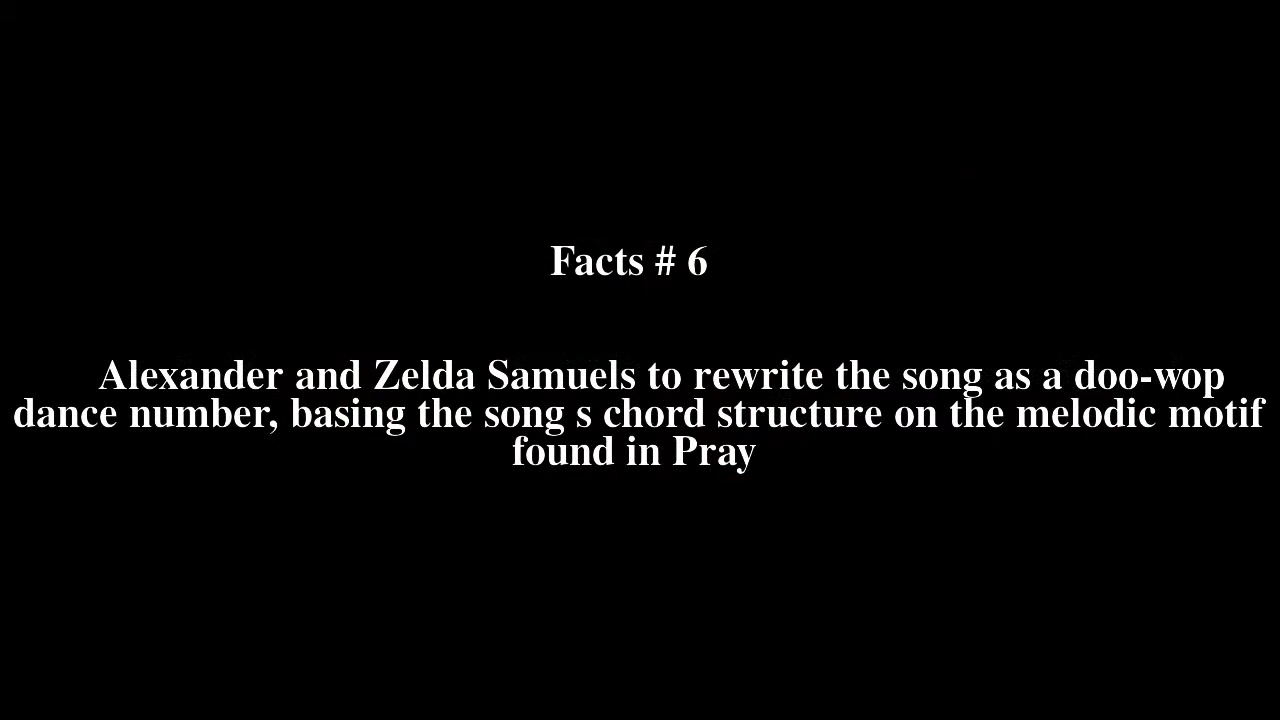 Facts # 6
Alexander and Zelda Samuels to rewrite the song as a doo-wop
dance number, basing the song s chord structure on the melodic motif
found in Pray